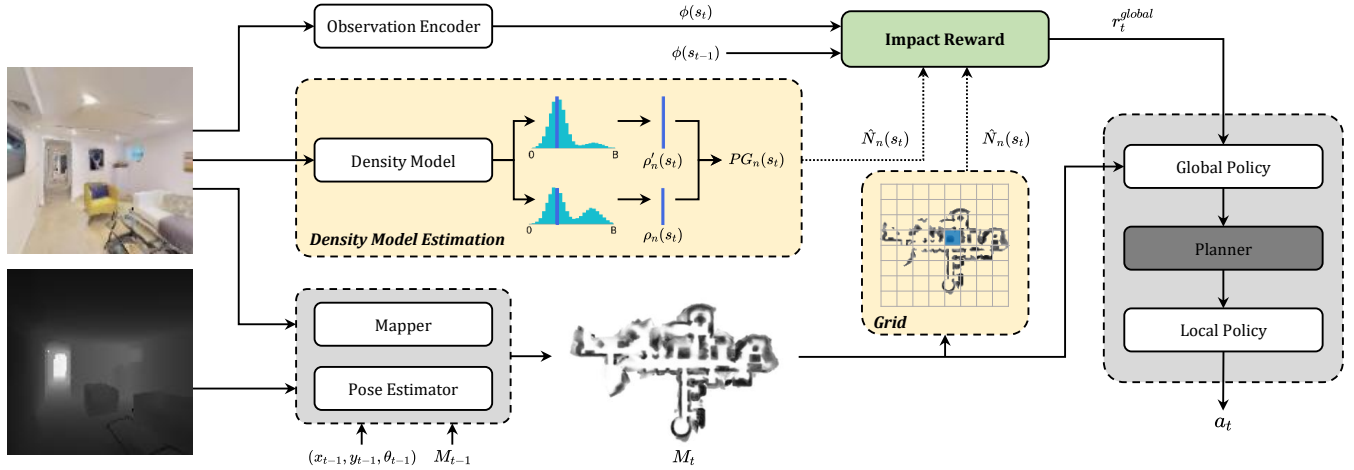 Observation Encoder
ϕ(s_t)
ϕ(s_{t−1})
Impact Reward
r_t^{global}
Density Model
0
B
ρ′_n(s_t)
0
B
ρ_n(s_t)
PG_n(s_t)
Density Model Estimation
N̂_n(s_t)
N̂_n(s_t)
Grid
Mapper
Pose Estimator
(x_{t−1}, y_{t−1}, θ_{t−1})
M_{t−1}
M_t
Global Policy
Planner
Local Policy
a_t